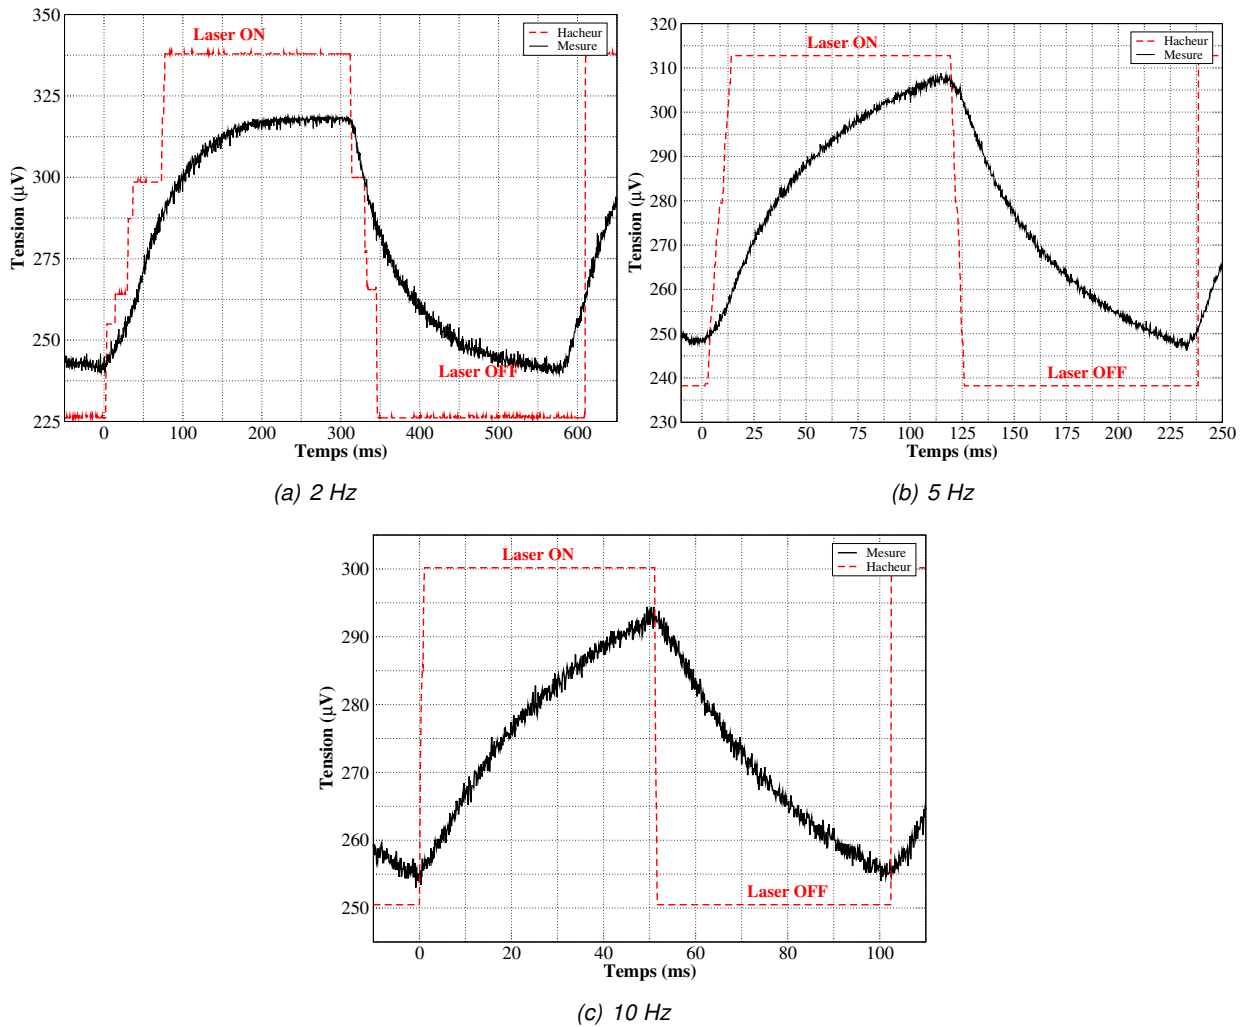 350
325
300
275
250
225
Tension (μV)
Laser ON
Hacheur
Mesure
Laser OFF
0 100 200 300 400 500 600
Temps (ms)
(a) 2 Hz
320
310
300
290
280
270
260
250
240
230
Tension (μV)
Laser ON
Hacheur
Mesure
Laser OFF
0 25 50 75 100 125 150 175 200 225 250
Temps (ms)
(b) 5 Hz
300
290
280
270
260
250
Tension (μV)
Laser ON
Mesure
Hacheur
Laser OFF
0 20 40 60 80 100
Temps (ms)
(c) 10 Hz